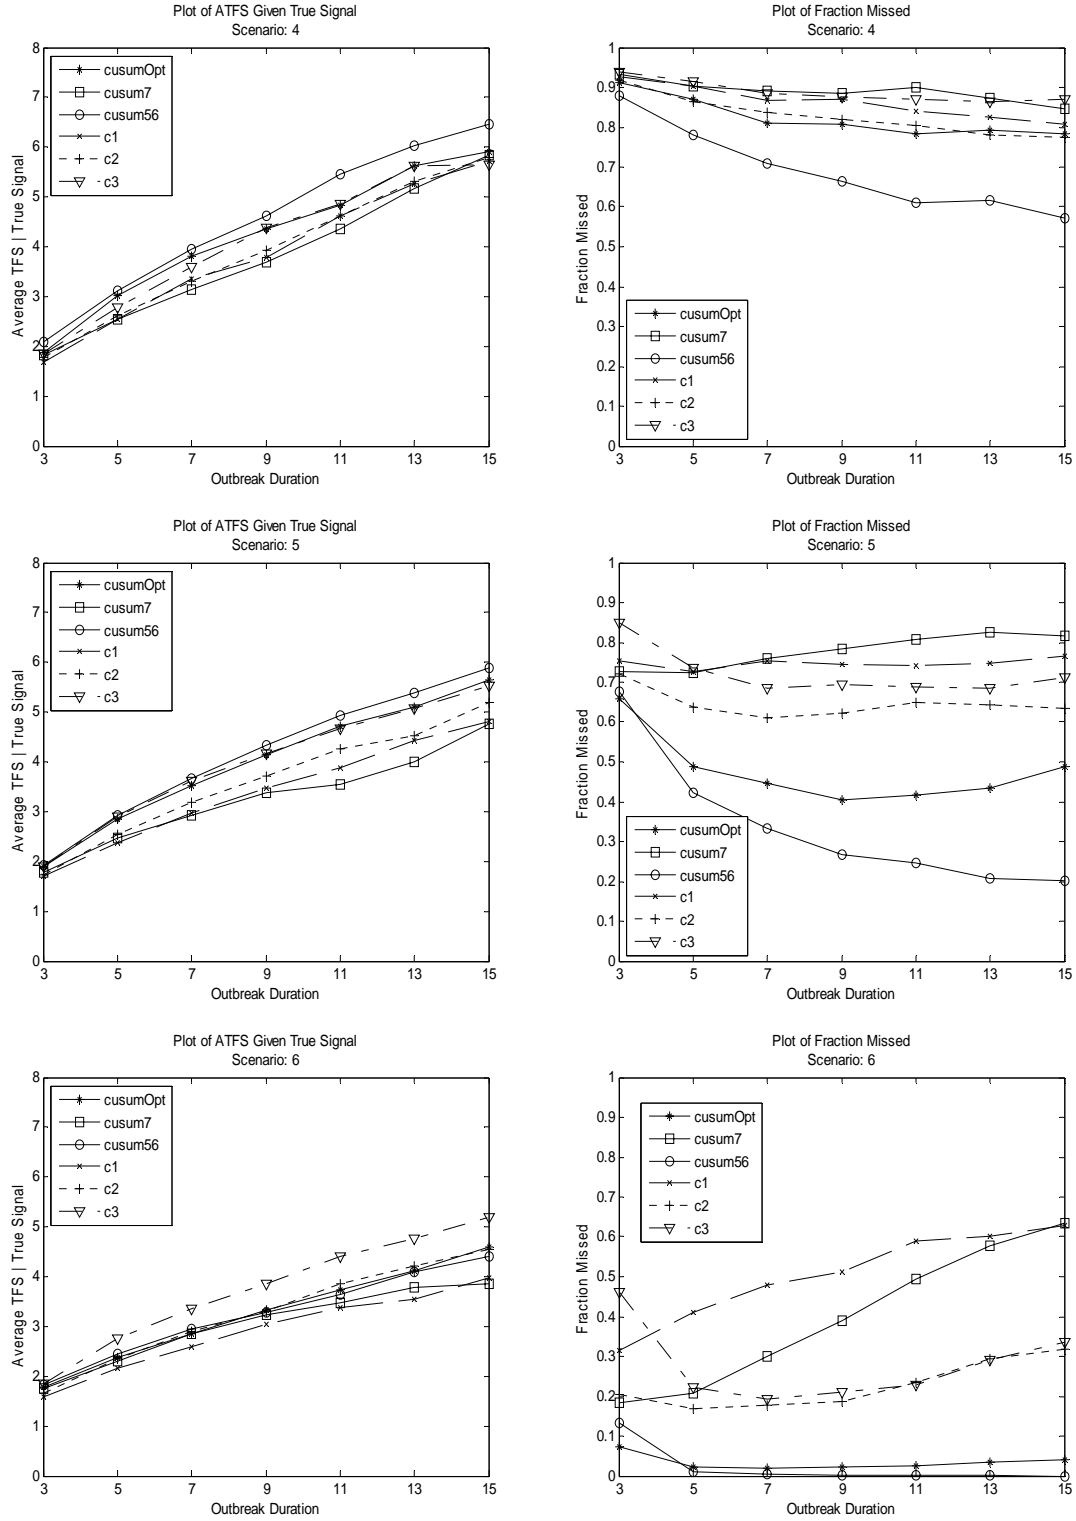 Plot of ATFS Given True Signal
Scenario: 4
8
7
6
5
4
3
2
1
0
Average TFS | True Signal
cusumOpt
cusum7
cusum56
c1
c2
c3
3 5 7 9 11 13 15
Outbreak Duration
Plot of Fraction Missed
Scenario: 4
1
0.9
0.8
0.7
0.6
0.5
0.4
0.3
0.2
0.1
0
Fraction Missed
cusumOpt
cusum7
cusum56
c1
c2
c3
3 5 7 9 11 13 15
Outbreak Duration
Plot of ATFS Given True Signal
Scenario: 5
8
7
6
5
4
3
2
1
0
Average TFS | True Signal
cusumOpt
cusum7
cusum56
c1
c2
c3
3 5 7 9 11 13 15
Outbreak Duration
Plot of Fraction Missed
Scenario: 5
1
0.9
0.8
0.7
0.6
0.5
0.4
0.3
0.2
0.1
0
Fraction Missed
cusumOpt
cusum7
cusum56
c1
c2
c3
3 5 7 9 11 13 15
Outbreak Duration
Plot of ATFS Given True Signal
Scenario: 6
8
7
6
5
4
3
2
1
0
Average TFS | True Signal
cusumOpt
cusum7
cusum56
c1
c2
c3
3 5 7 9 11 13 15
Outbreak Duration
Plot of Fraction Missed
Scenario: 6
1
0.9
0.8
0.7
0.6
0.5
0.4
0.3
0.2
0.1
0
Fraction Missed
cusumOpt
cusum7
cusum56
c1
c2
c3
3 5 7 9 11 13 15
Outbreak Duration